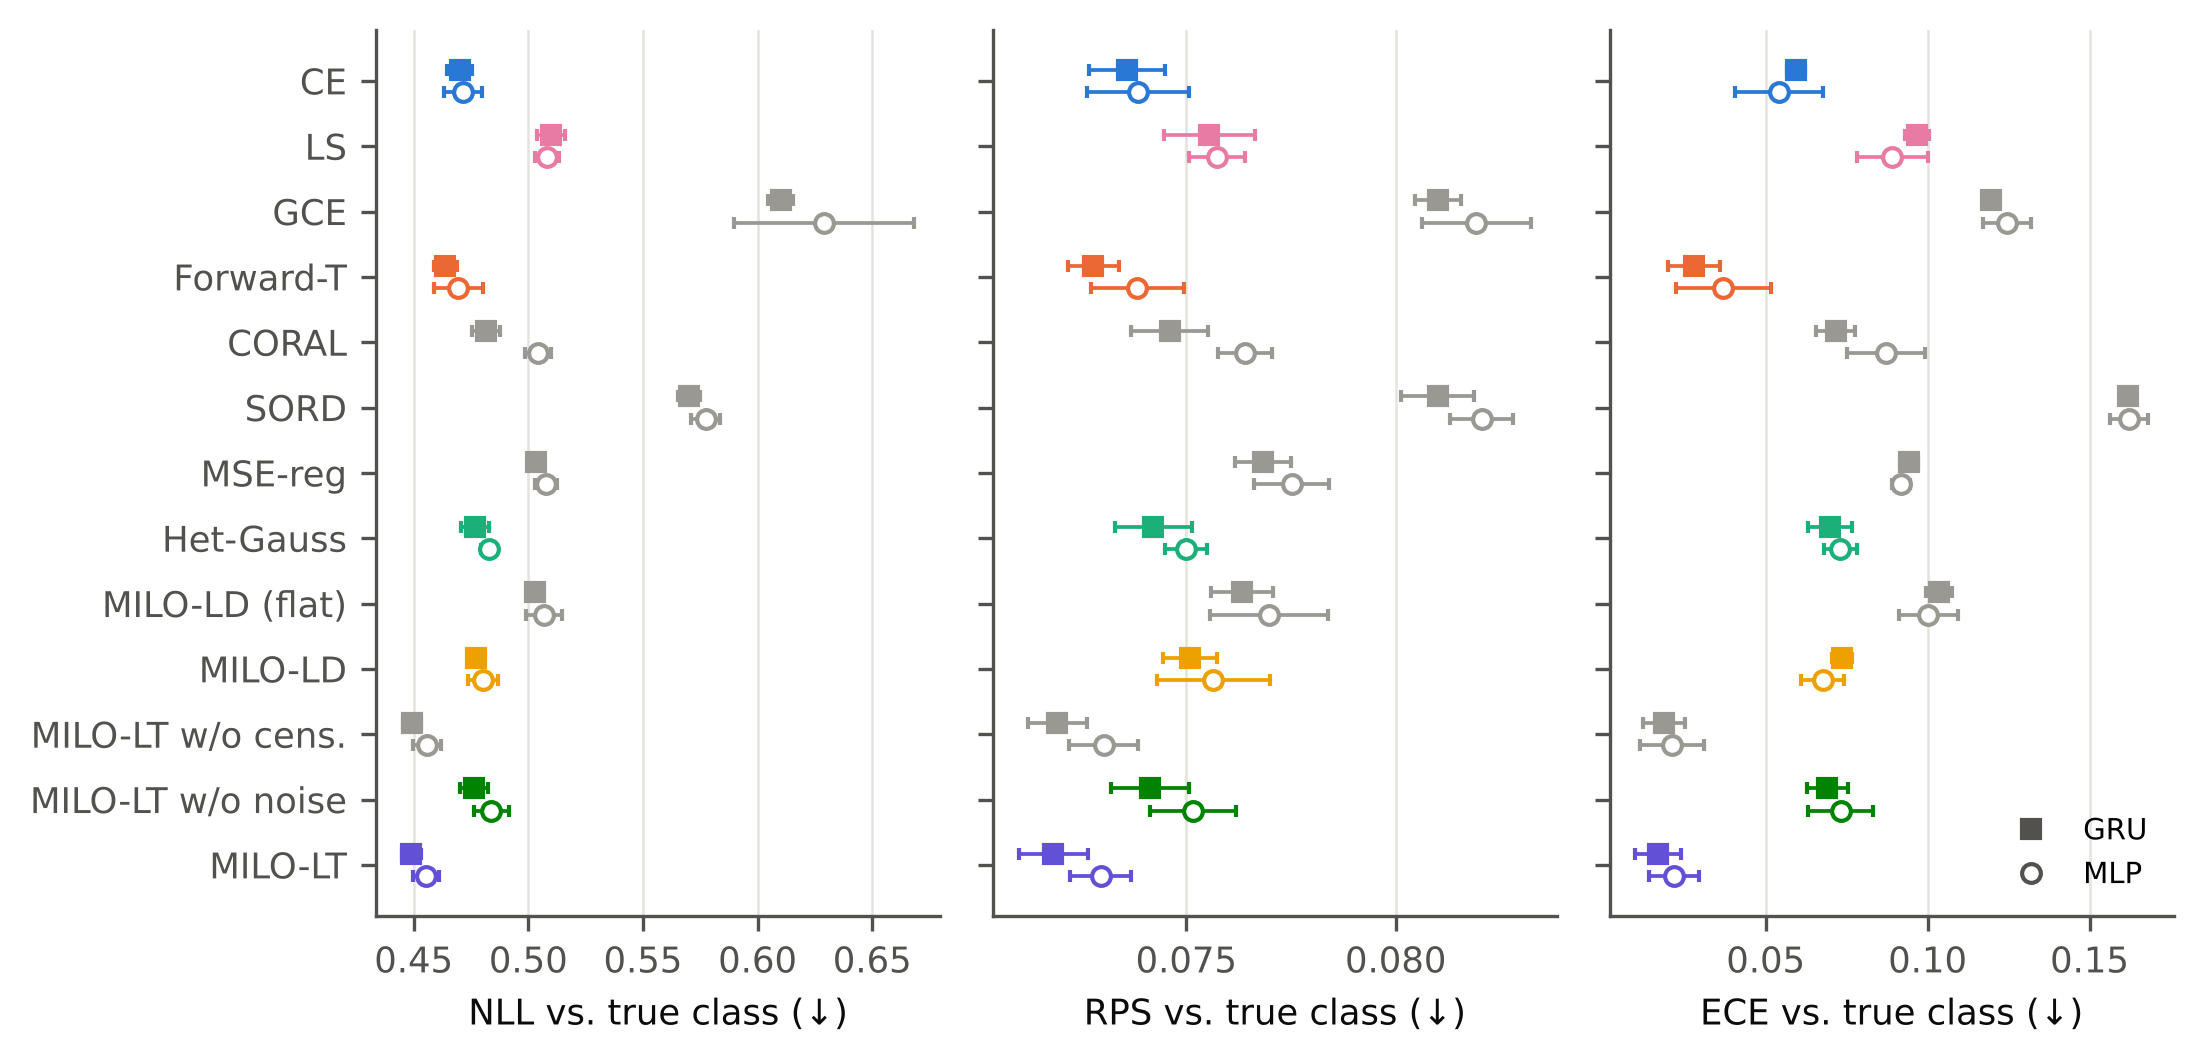 CE
LS
GCE
Forward-T
CORAL
SORD
MSE-reg
Het-Gauss
MILO-LD (flat)
MILO-LD
MILO-LT w/o cens.
MILO-LT w/o noise
MILO-LT
GRU
MLP
0.45 0.50 0.55 0.60 0.65
0.075 0.080
0.05 0.10 0.15
NLL vs. true class (↓)
RPS vs. true class (↓)
ECE vs. true class (↓)